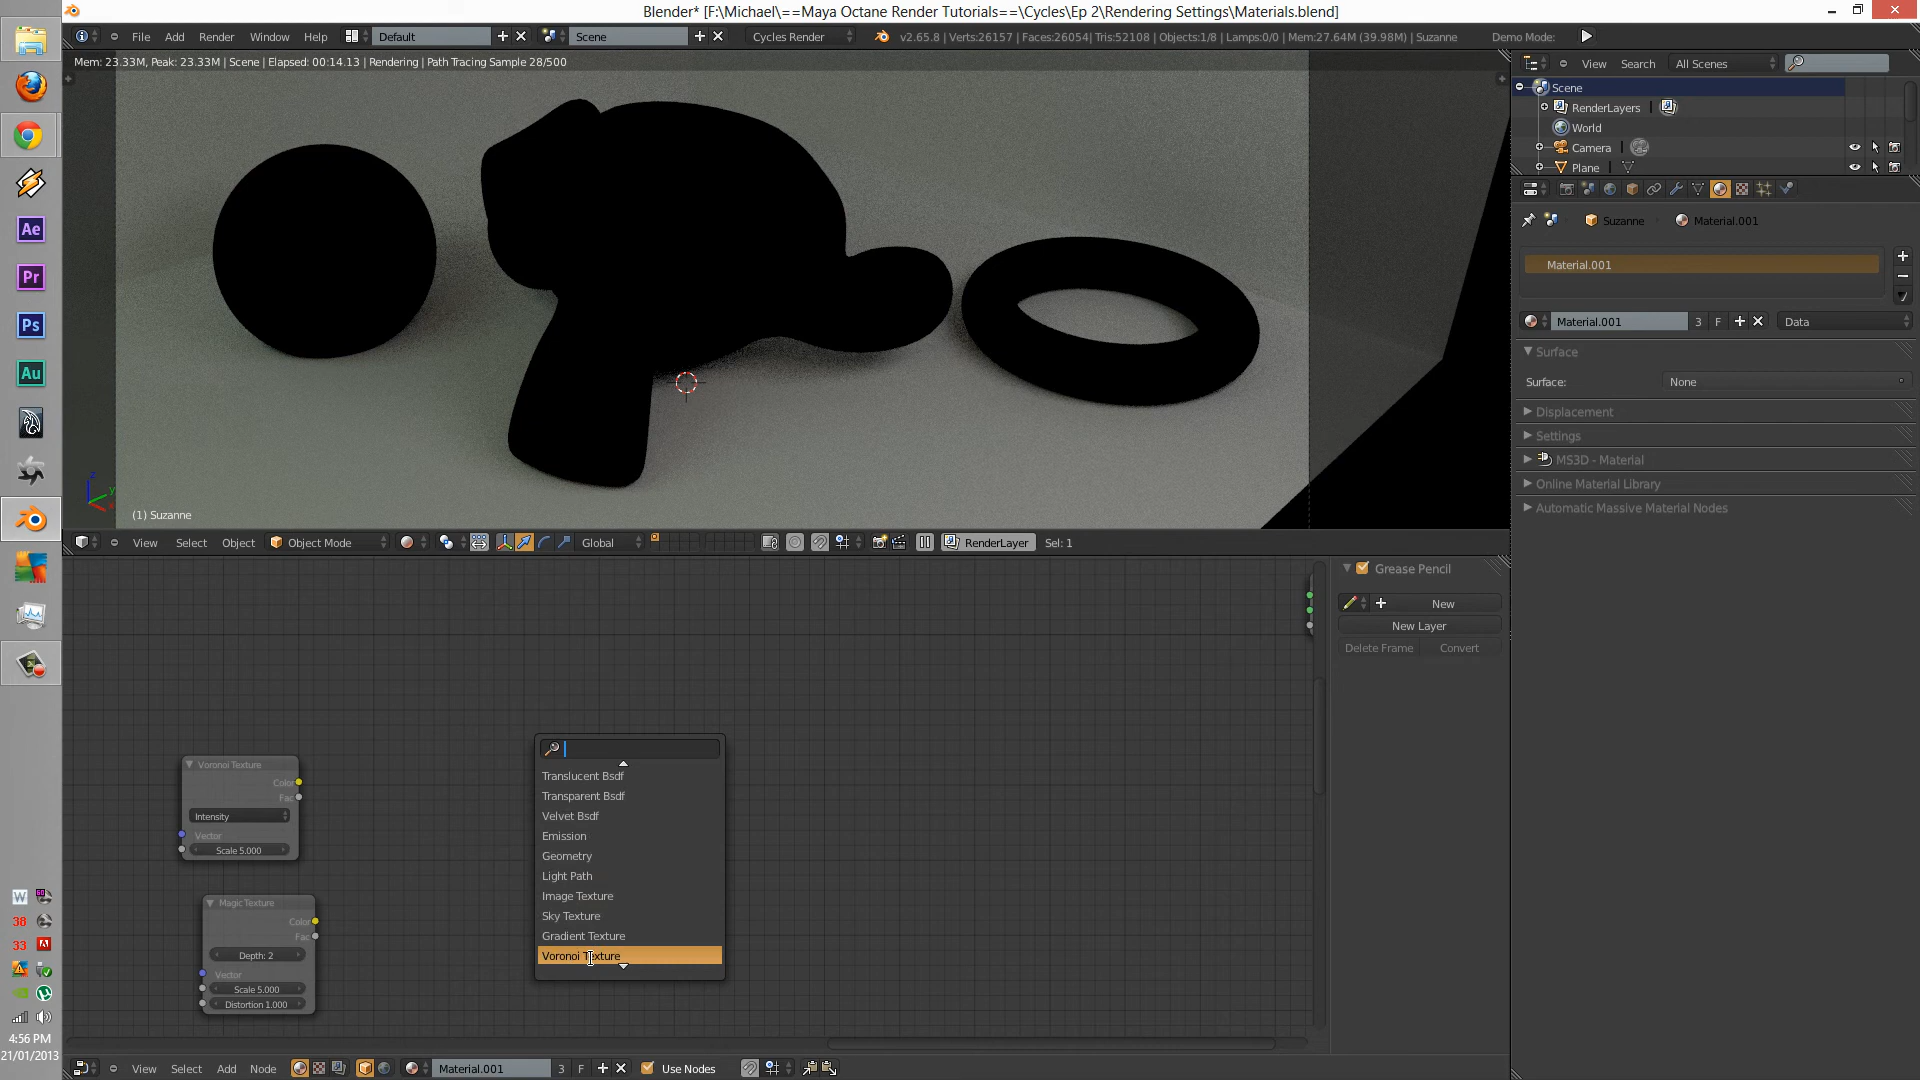 Blender* [F:\Michael\==Maya Octane Render Tutorials==\Cycles\Ep 2\Rendering Settings\Materials.blend]
File Add Render Window Help Default Scene Cycles Render v2.65.8 | Verts:26157 | Faces:26054| Tris:52108 | Objects:1/8 | Lamps:0/0 | Mem:27.64M (39.98M) | Suzanne Demo Mode:
Mem: 23.33M, Peak: 23.33M | Scene | Elapsed: 00:14.13 | Rendering | Path Tracing Sample 28/500
View Search All Scenes
Scene
RenderLayers |
World
Camera |
Plane |
Suzanne Material.001
Material.001
Material.001 3 F Data
Surface
Surface: None
Displacement
Settings
MS3D - Material
Online Material Library
Automatic Massive Material Nodes
Ae
Pr
Ps
Au
z
y
(1) Suzanne
View Select Object Object Mode Global RenderLayer Sel: 1
Grease Pencil
New
New Layer
Delete Frame Convert
Translucent Bsdf
Transparent Bsdf
Velvet Bsdf
Emission
Geometry
Light Path
Image Texture
Sky Texture
Gradient Texture
Voronoi Texture
Voronoi Texture
Color
Fac
Intensity
Vector
Scale 5.000
Magic Texture
Color
Fac
Depth: 2
Vector
Scale 5.000
Distortion 1.000
W
38
33
4:56 PM
21/01/2013
View Select Add Node Material.001 3 F Use Nodes